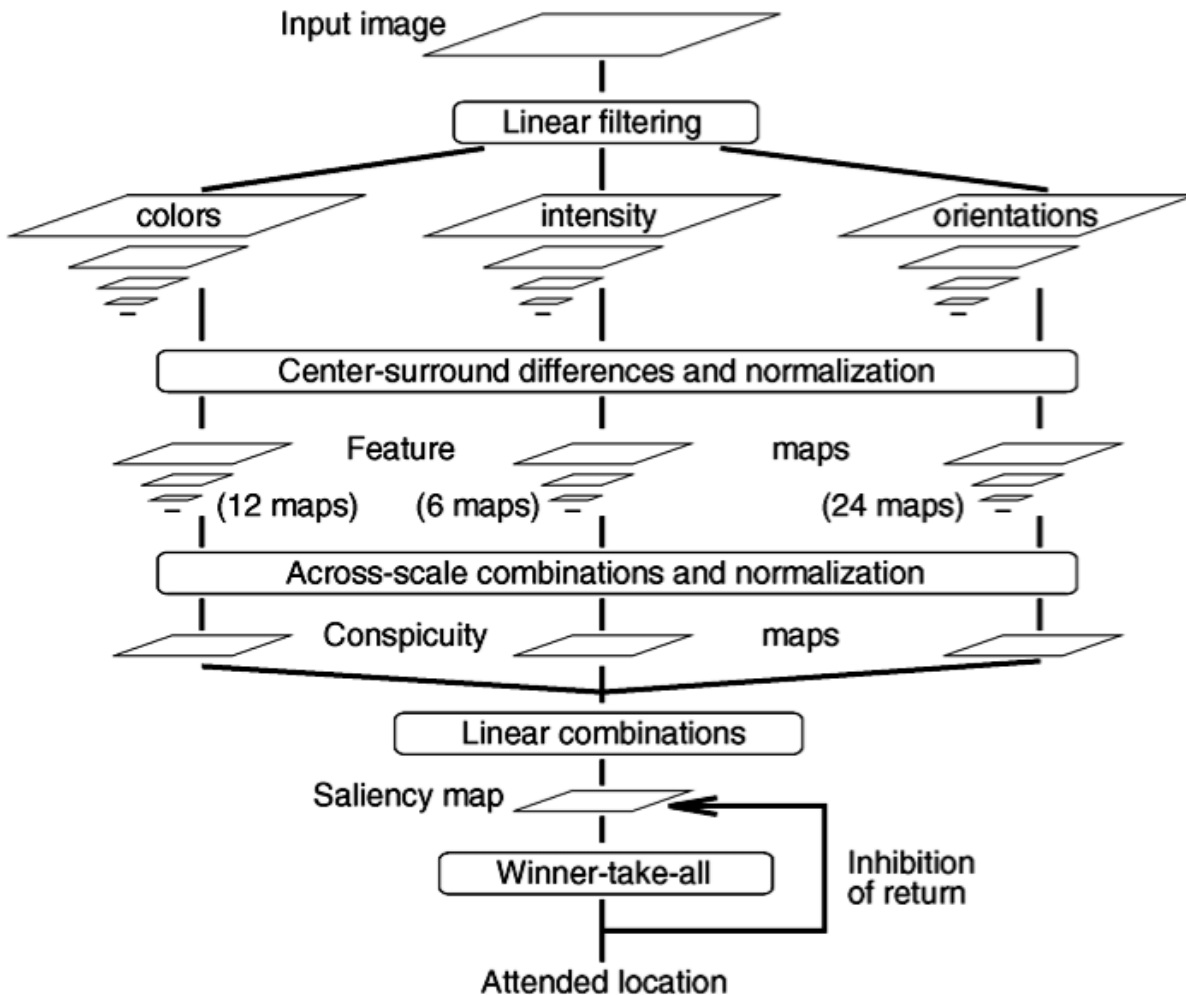 Input image
Linear filtering
colors
intensity
orientations
Center-surround differences and normalization
Feature
maps
(12 maps)
(6 maps)
(24 maps)
Across-scale combinations and normalization
Conspicuity
maps
Linear combinations
Saliency map
Winner-take-all
Inhibition
of return
Attended location